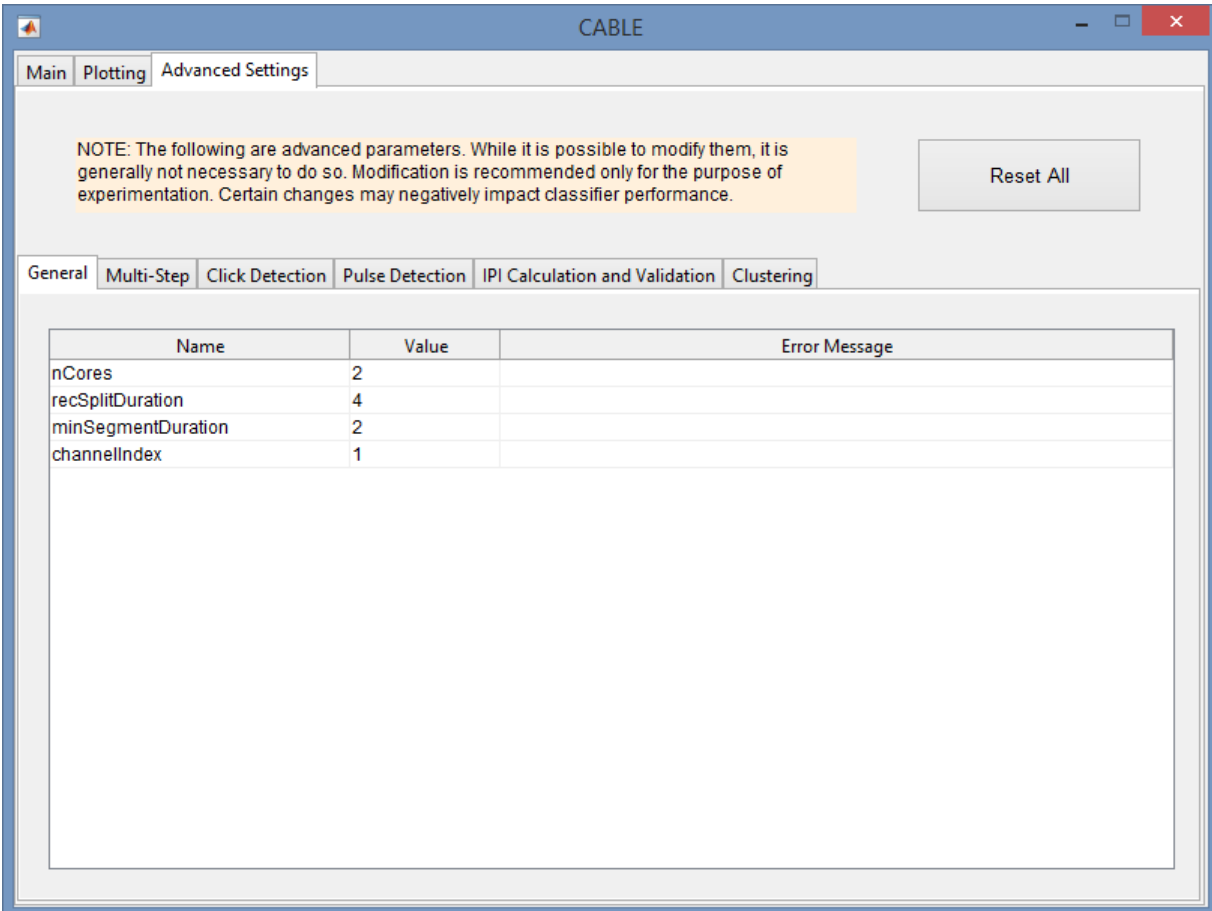 CABLE
Main Plotting Advanced Settings
NOTE: The following are advanced parameters. While it is possible to modify them, it is
generally not necessary to do so. Modification is recommended only for the purpose of
experimentation. Certain changes may negatively impact classifier performance.
Reset All
General Multi-Step Click Detection Pulse Detection IPI Calculation and Validation Clustering
Name Value Error Message
nCores 2
recSplitDuration 4
minSegmentDuration 2
channelIndex 1